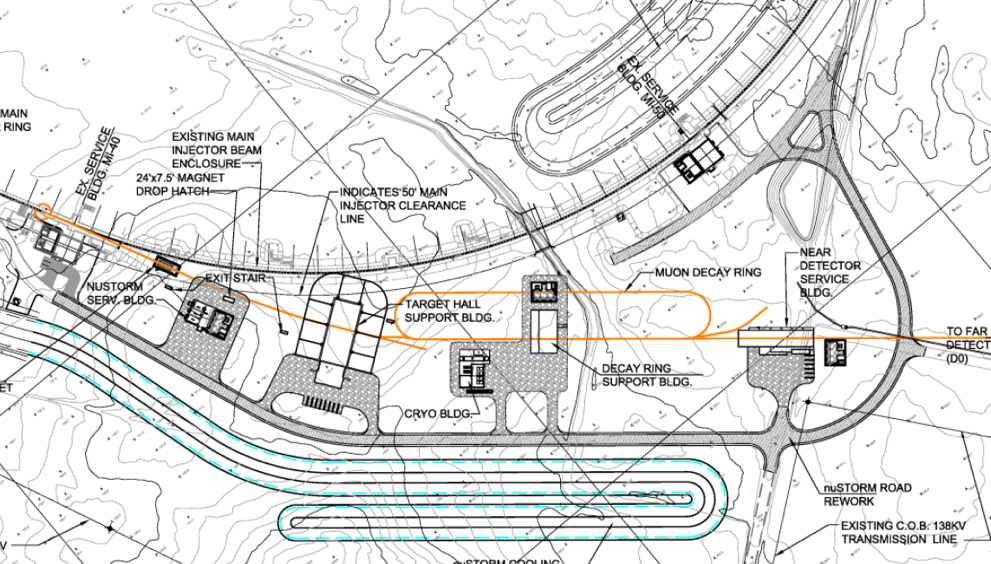 MAIN
RING
EX. SERVICE
BLDG. MI-40
EXISTING MAIN
INJECTOR BEAM
ENCLOSURE
24'x7.5' MAGNET
DROP HATCH
INDICATES 50' MAIN
INJECTOR CLEARANCE
LINE
EX. SERVICE
BLDG. MI-50
NUSTORM
SERV. BLDG.
EXIT STAIR
TARGET HALL
SUPPORT BLDG.
MUON DECAY RING
NEAR
DETECTOR
SERVICE
BLDG.
TO FAR
DETECT
(D0)
DECAY RING
SUPPORT BLDG.
CRYO BLDG.
ET
nuSTORM ROAD
REWORK
EXISTING C.O.B. 138KV
TRANSMISSION LINE
V
nuSTORM COOLING